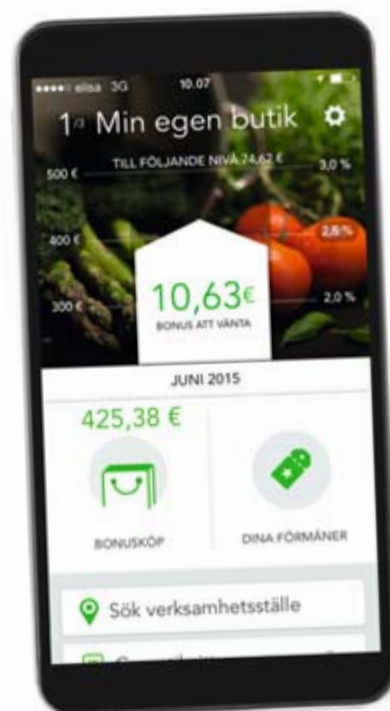 elisa 3G 10.07
1/3 Min egen butik
TILL FÖLJANDE NIVÅ 74,62 €
500 € 3,0 %
400 € 2,5 %
300 € 2,0 %
10,63€
BONUS ATT VÄNTA
JUNI 2015
425,38 €
BONUSKÖP DINA FÖRMÅNER
Sök verksamhetsställe